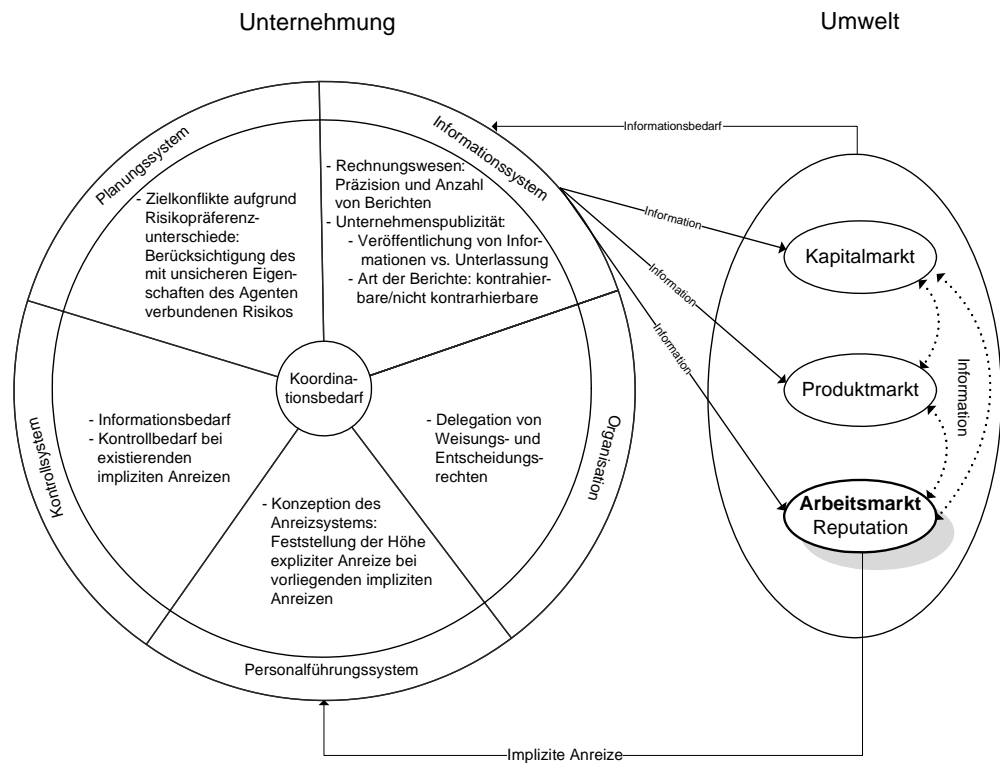 Unternehmung
Umwelt
Planungssystem
Informationssystem
Informationsbedarf
- Rechnungswesen:
Präzision und Anzahl
von Berichten
- Unternehmenspublizität:
- Veröffentlichung von Infor-
mationen vs. Unterlassung
- Art der Berichte: kontrahier-
bare/nicht kontrarhierbare
- Zielkonflikte aufgrund
Risikopräferenz-
unterschiede:
Berücksichtigung des
mit unsicheren Eigen-
schaften des Agenten
verbundenen Risikos
Information
Information
Information
Kapitalmarkt
Produktmarkt
Information
Arbeitsmarkt
Reputation
Koordina-
tionsbedarf
- Informationsbedarf
- Kontrollbedarf bei
existierenden
impliziten Anreizen
- Delegation von
Weisungs- und
Entscheidungs-
rechten
Kontrollsystem
Organisation
- Konzeption des
Anreizsystems:
Feststellung der Höhe
expliziter Anreize bei
vorliegenden impliziten
Anreizen
Personalführungssystem
Implizite Anreize